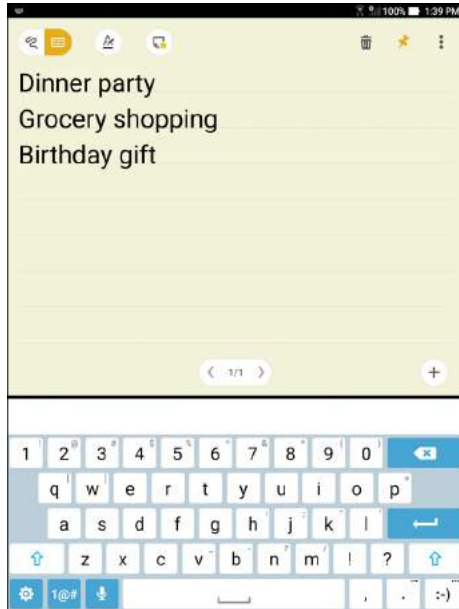 100% 1:39 PM
Dinner party
Grocery shopping
Birthday gift
1/1
1 2 3 4 5 6 7 8 9 0
q w e r t y u i o p
a s d f g h j k l
z x c v b n m ! ?
1@# , . :-)